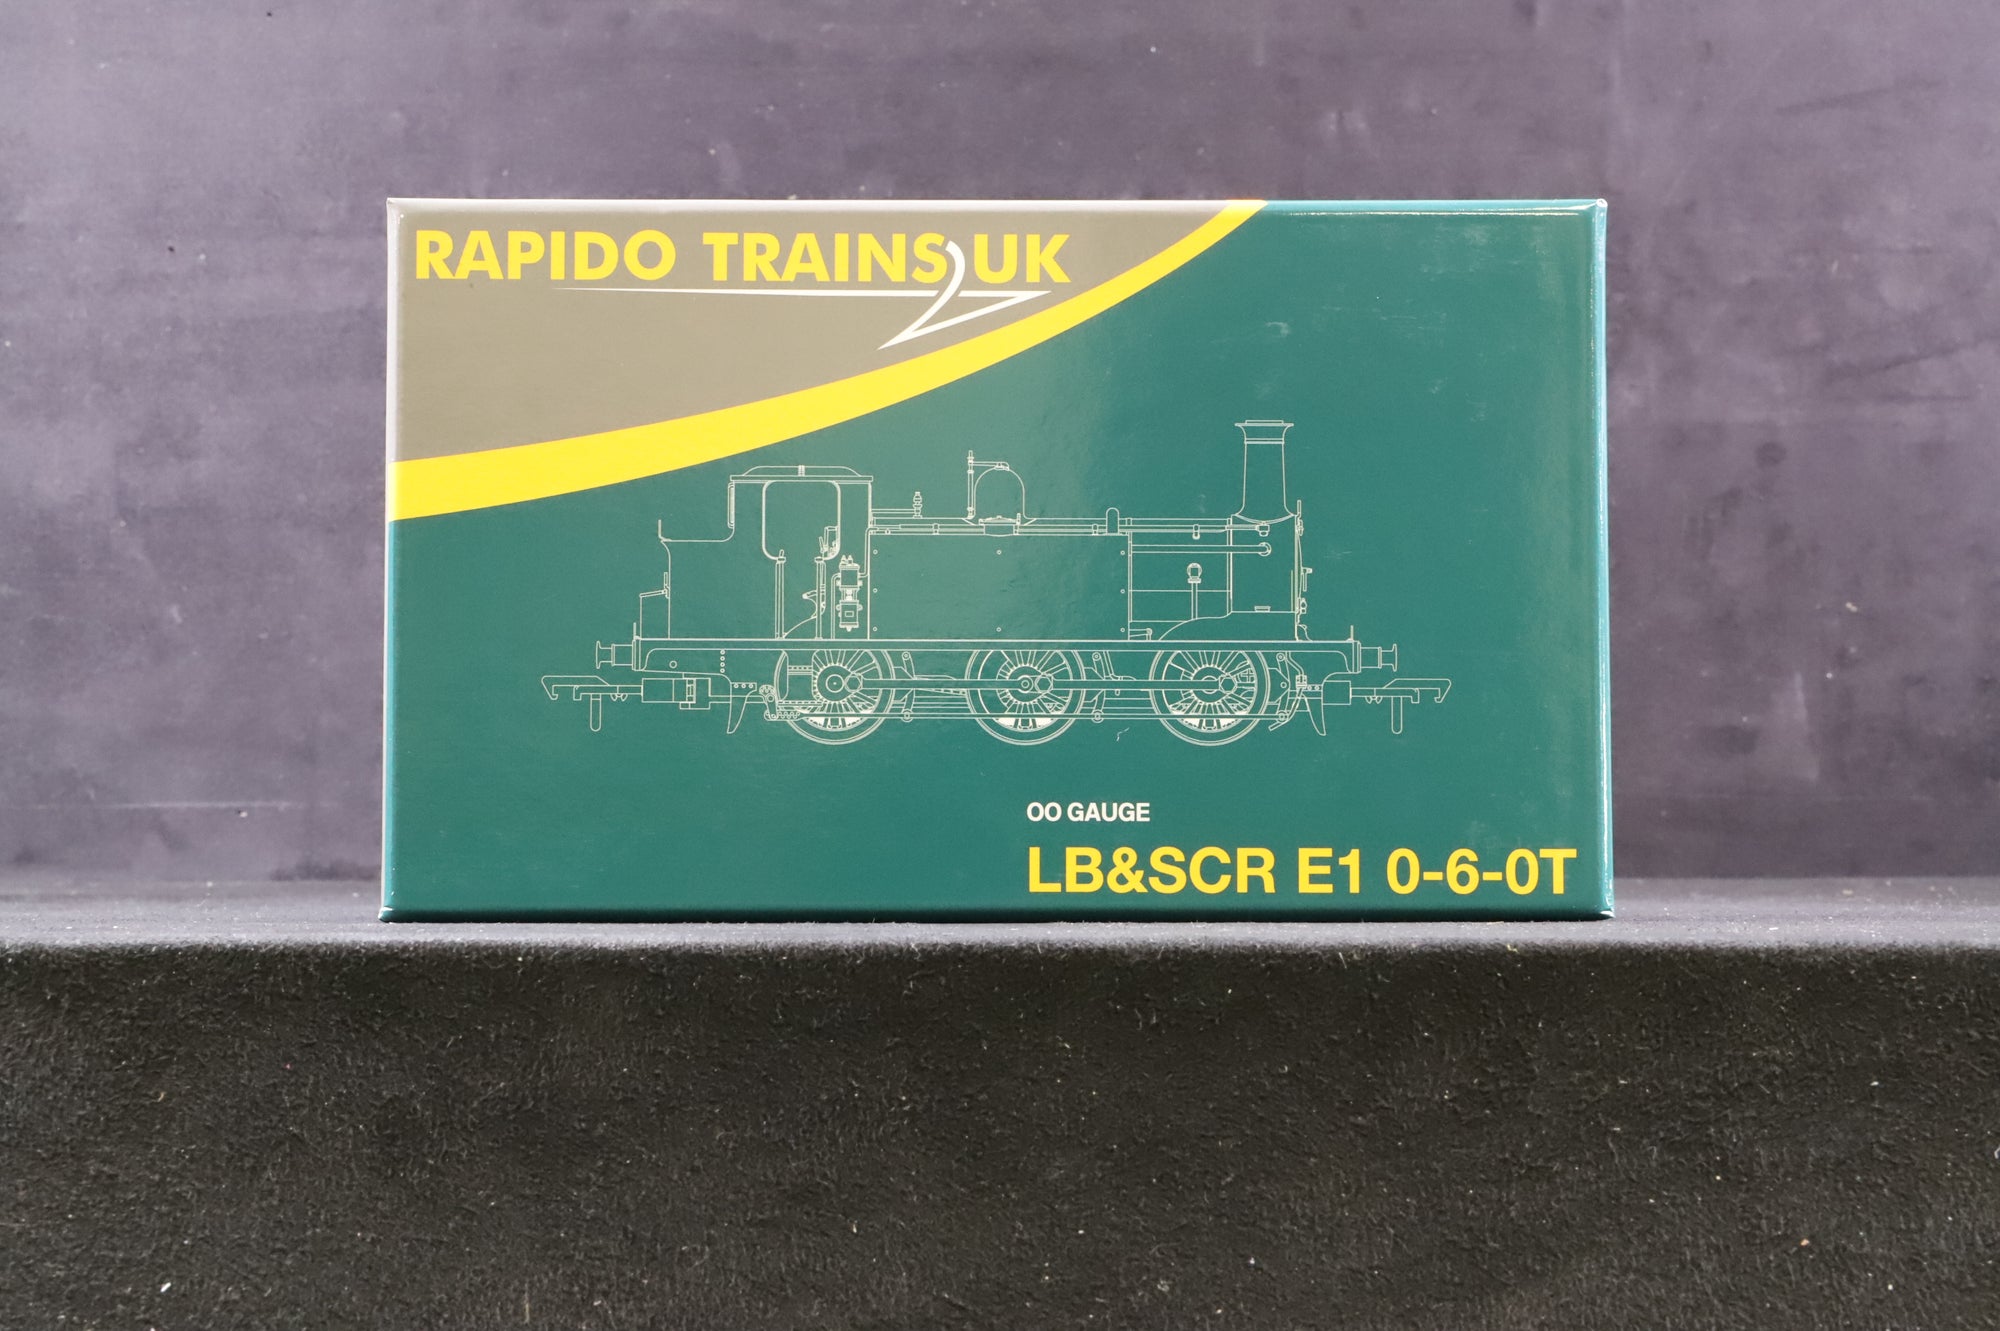 RAPIDO TRAINS UK
OO GAUGE
LB&SCR E1 0-6-0T